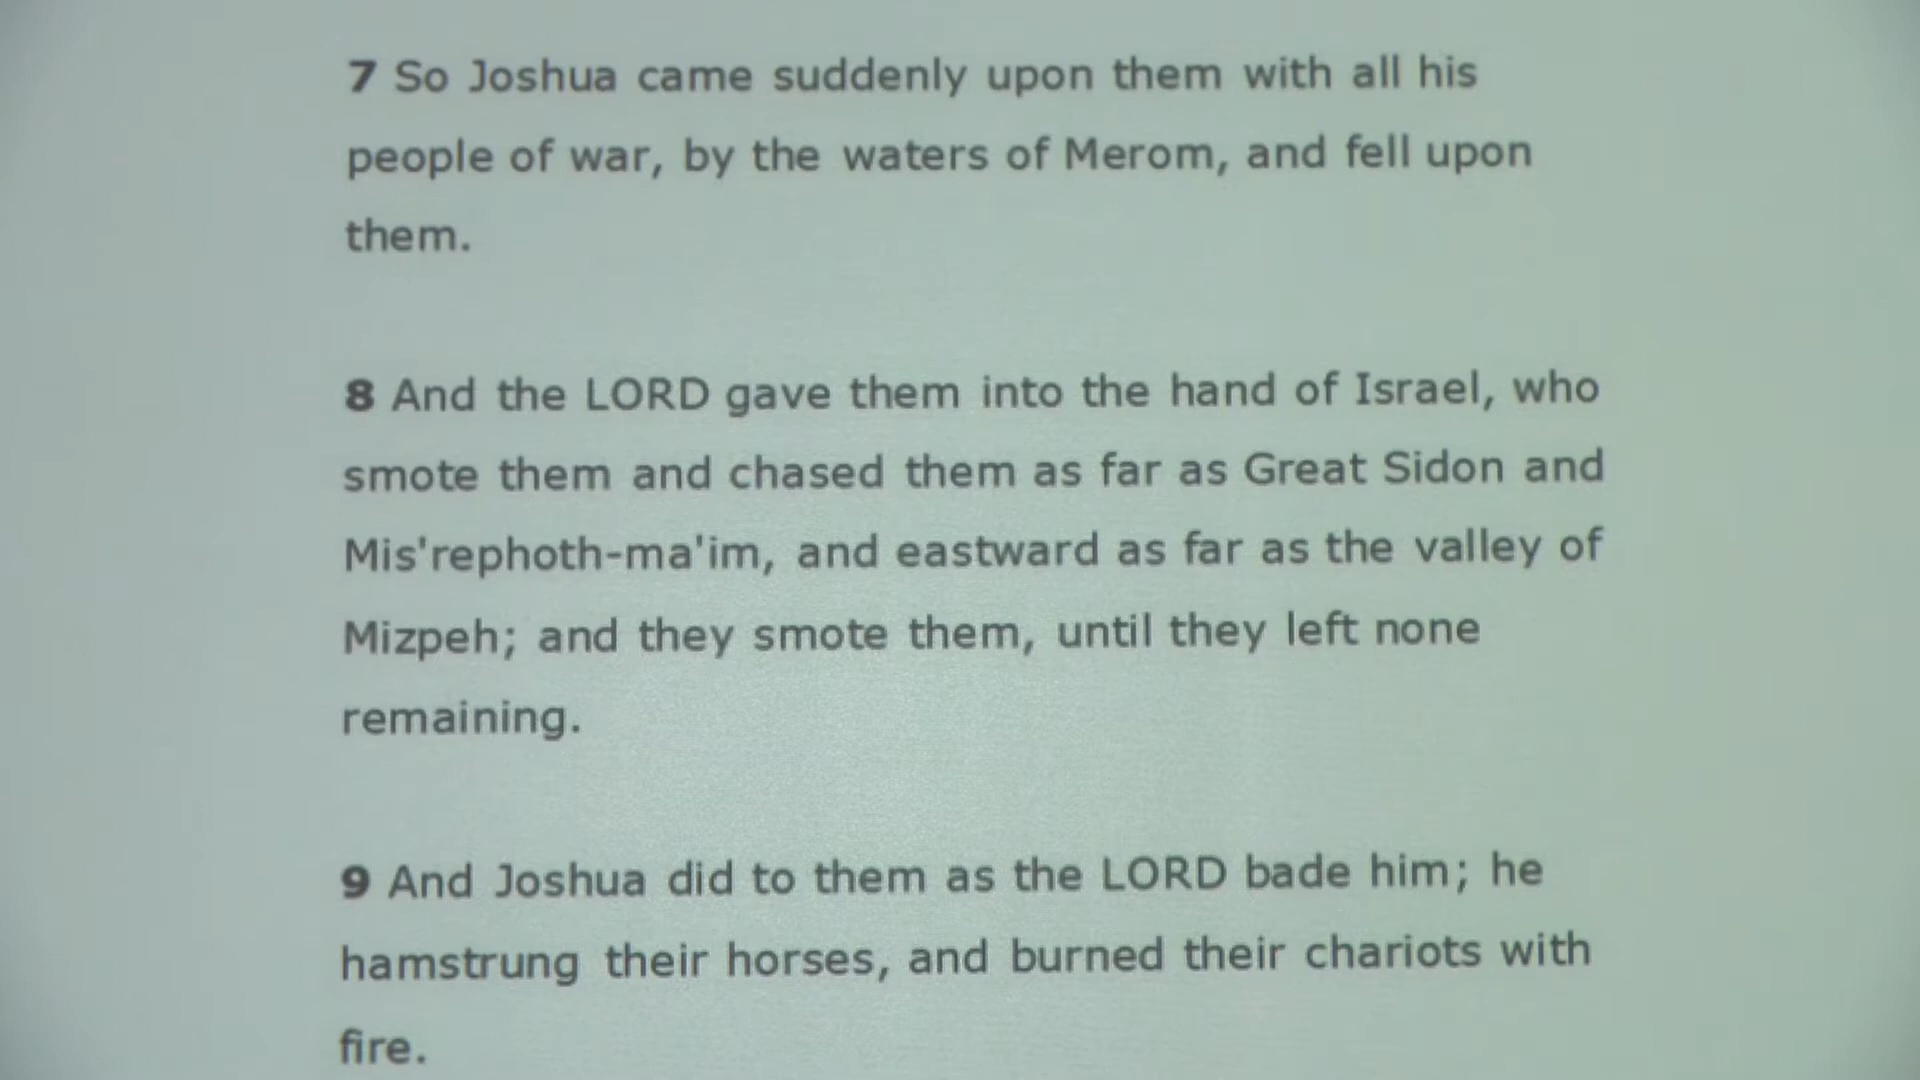 7 So Joshua came suddenly upon them with all his
people of war, by the waters of Merom, and fell upon
them.
8 And the LORD gave them into the hand of Israel, who
smote them and chased them as far as Great Sidon and
Mis'rephoth-ma'im, and eastward as far as the valley of
Mizpeh; and they smote them, until they left none
remaining.
9 And Joshua did to them as the LORD bade him; he
hamstrung their horses, and burned their chariots with
fire.